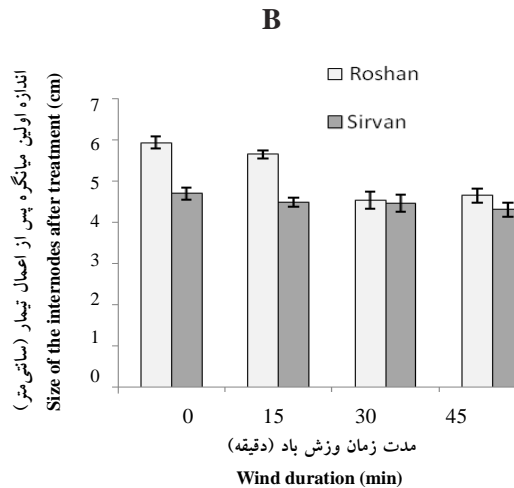 B
Roshan
Sirvan
7
6
5
4
3
2
1
0
اندازه اولین میانگره پس از اعمال تیمار (سانتی‌متر)
Size of the internodes after treatment (cm)
0 15 30 45
مدت زمان وزش باد (دقیقه)
Wind duration (min)